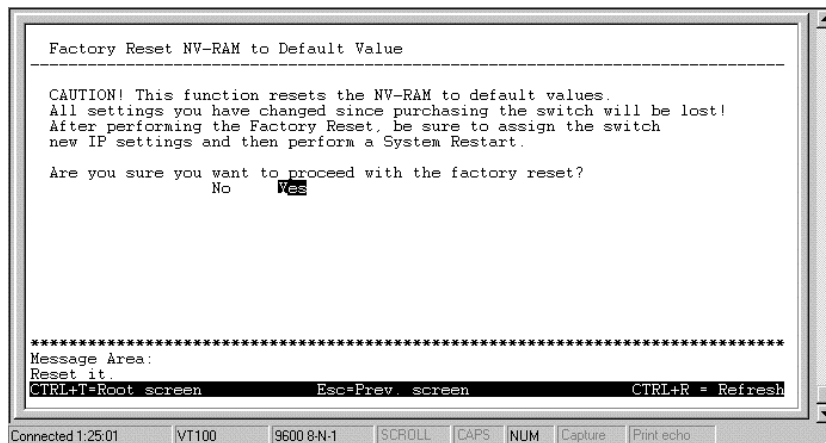 Factory Reset NV-RAM to Default Value
CAUTION! This function resets the NV-RAM to default values.
All settings you have changed since purchasing the switch will be lost!
After performing the Factory Reset, be sure to assign the switch
new IP settings and then perform a System Restart.
Are you sure you want to proceed with the factory reset?
No Yes
********************************************************************************
Message Area:
Reset it.
CTRL+T=Root screen Esc=Prev. screen CTRL+R = Refresh
Connected 1:25:01 VT100 9600 8-N-1 SCROLL CAPS NUM Capture Print echo